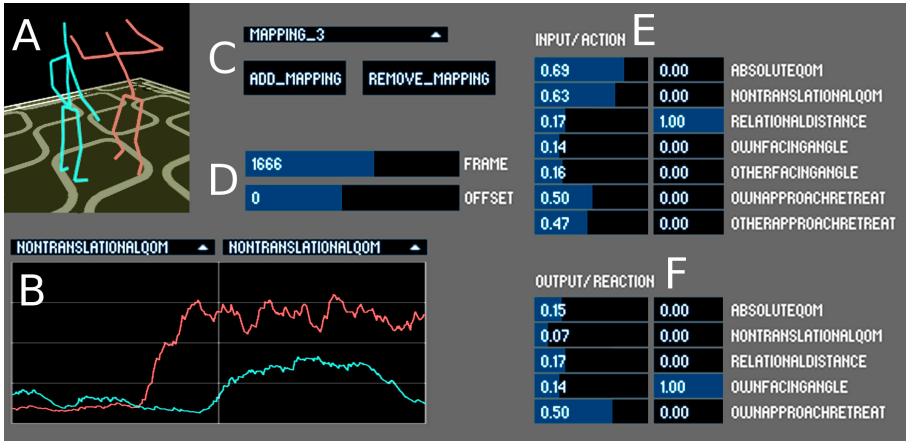 A
C
MAPPING_3
ADD_MAPPING
REMOVE_MAPPING
D
1666
FRAME
0
OFFSET
NONTRANSLATIONALQOM
NONTRANSLATIONALQOM
B
INPUT/ACTION
E
0.69 0.00 ABSOLUTEQOM
0.63 0.00 NONTRANSLATIONALQOM
0.17 1.00 RELATIONALDISTANCE
0.14 0.00 OWNFACINGANGLE
0.16 0.00 OTHERFACINGANGLE
0.50 0.00 OWNAPPROACHRETREAT
0.47 0.00 OTHERAPPROACHRETREAT
OUTPUT/REACTION
F
0.15 0.00 ABSOLUTEQOM
0.07 0.00 NONTRANSLATIONALQOM
0.17 0.00 RELATIONALDISTANCE
0.14 1.00 OWNFACINGANGLE
0.50 0.00 OWNAPPROACHRETREAT